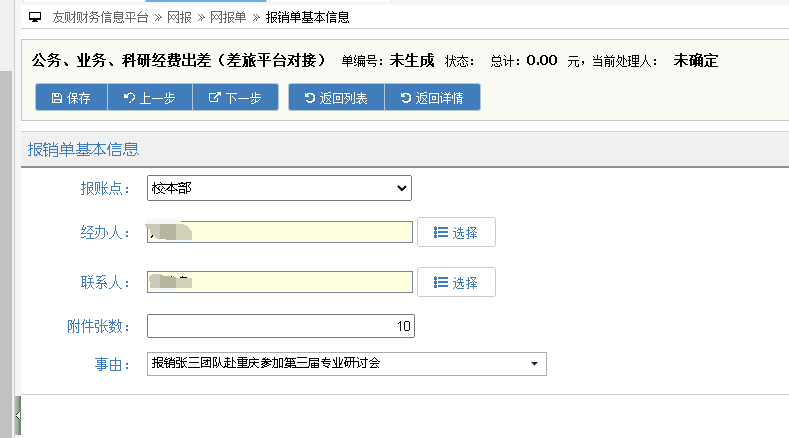 友财财务信息平台 » 网报 » 网报单 » 报销单基本信息
公务、业务、科研经费出差（差旅平台对接） 单编号：未生成 状态： 总计：0.00 元，当前处理人： 未确定
保存 上一步 下一步 返回列表 返回详情
报销单基本信息
报账点： 校本部
经办人： 选择
联系人： 选择
附件张数： 10
事由： 报销张三团队赴重庆参加第三届专业研讨会